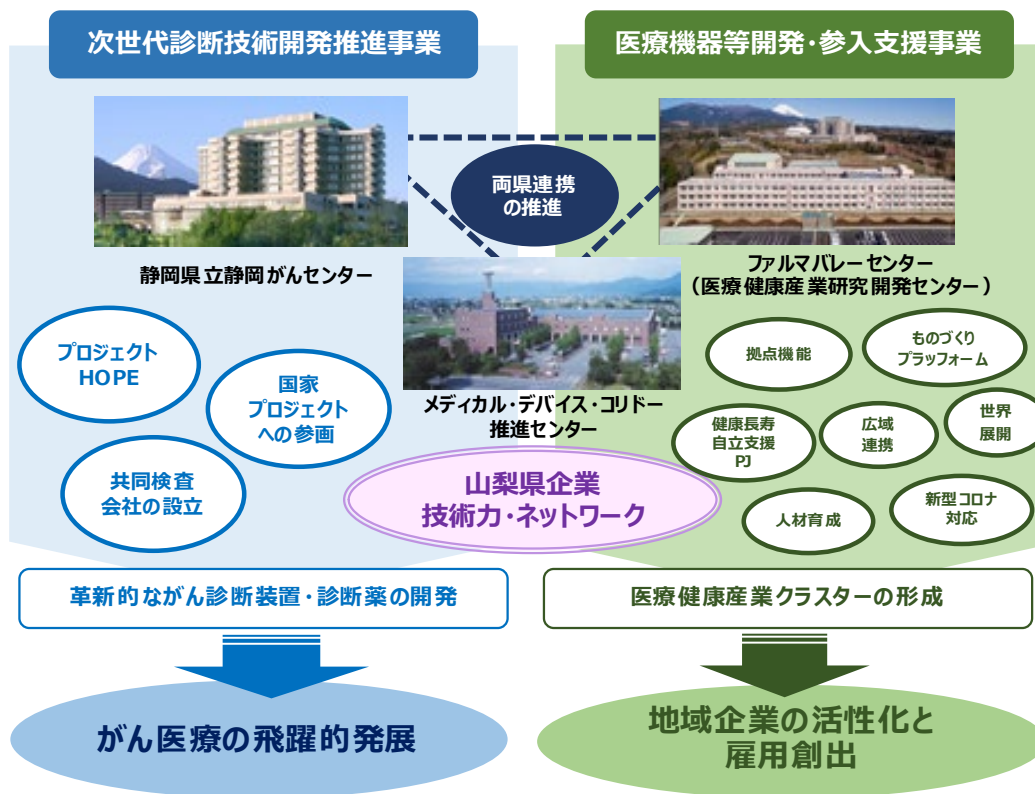 次世代診断技術開発推進事業
医療機器等開発・参入支援事業
両県連携
の推進
静岡県立静岡がんセンター
ファルマバレーセンター
（医療健康産業研究開発センター）
メディカル・デバイス・コリドー
推進センター
プロジェクト
HOPE
国家
プロジェクト
への参画
共同検査
会社の設立
拠点機能
ものづくり
プラッフォーム
健康長寿
自立支援
PJ
広域
連携
世界
展開
人材育成
新型コロナ
対応
山梨県企業
技術力・ネットワーク
革新的ながん診断装置・診断薬の開発
医療健康産業クラスターの形成
がん医療の飛躍的発展
地域企業の活性化と
雇用創出